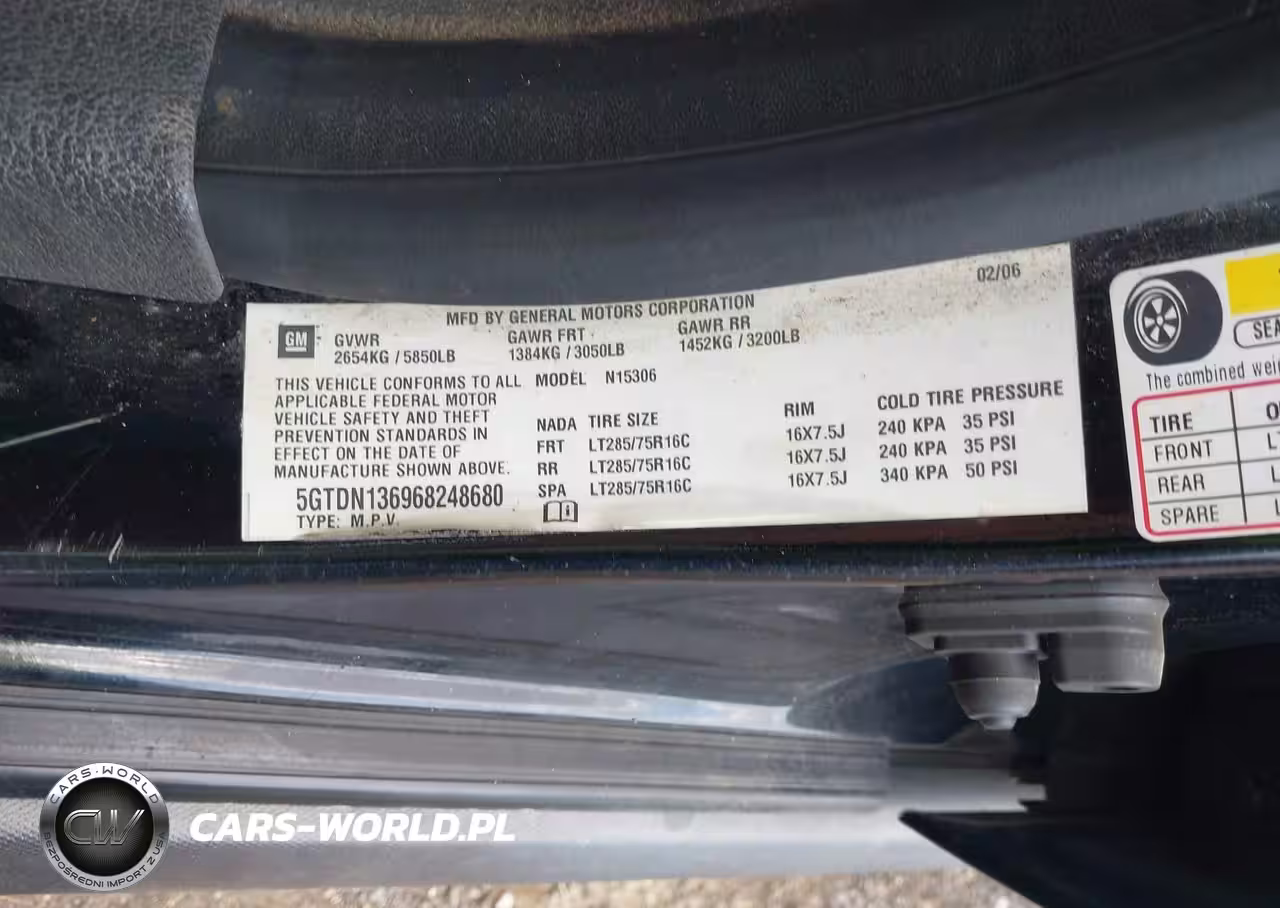 02/06
MFD BY GENERAL MOTORS CORPORATION
GM
GVWR GAWR FRT GAWR RR
2654KG / 5850LB 1384KG / 3050LB 1452KG / 3200LB
THIS VEHICLE CONFORMS TO ALL
APPLICABLE FEDERAL MOTOR
VEHICLE SAFETY AND THEFT
PREVENTION STANDARDS IN
EFFECT ON THE DATE OF
MANUFACTURE SHOWN ABOVE.
5GTDN136968248680
TYPE: M.P.V.
MODEL N15306
NADA TIRE SIZE RIM COLD TIRE PRESSURE
FRT LT285/75R16C 16X7.5J 240 KPA 35 PSI
RR LT285/75R16C 16X7.5J 240 KPA 35 PSI
SPA LT285/75R16C 16X7.5J 340 KPA 50 PSI
The combined
TIRE
FRONT
REAR
SPARE
CARS-WORLD
CW
BEZPOŚREDNI IMPORT Z USA
CARS-WORLD.PL